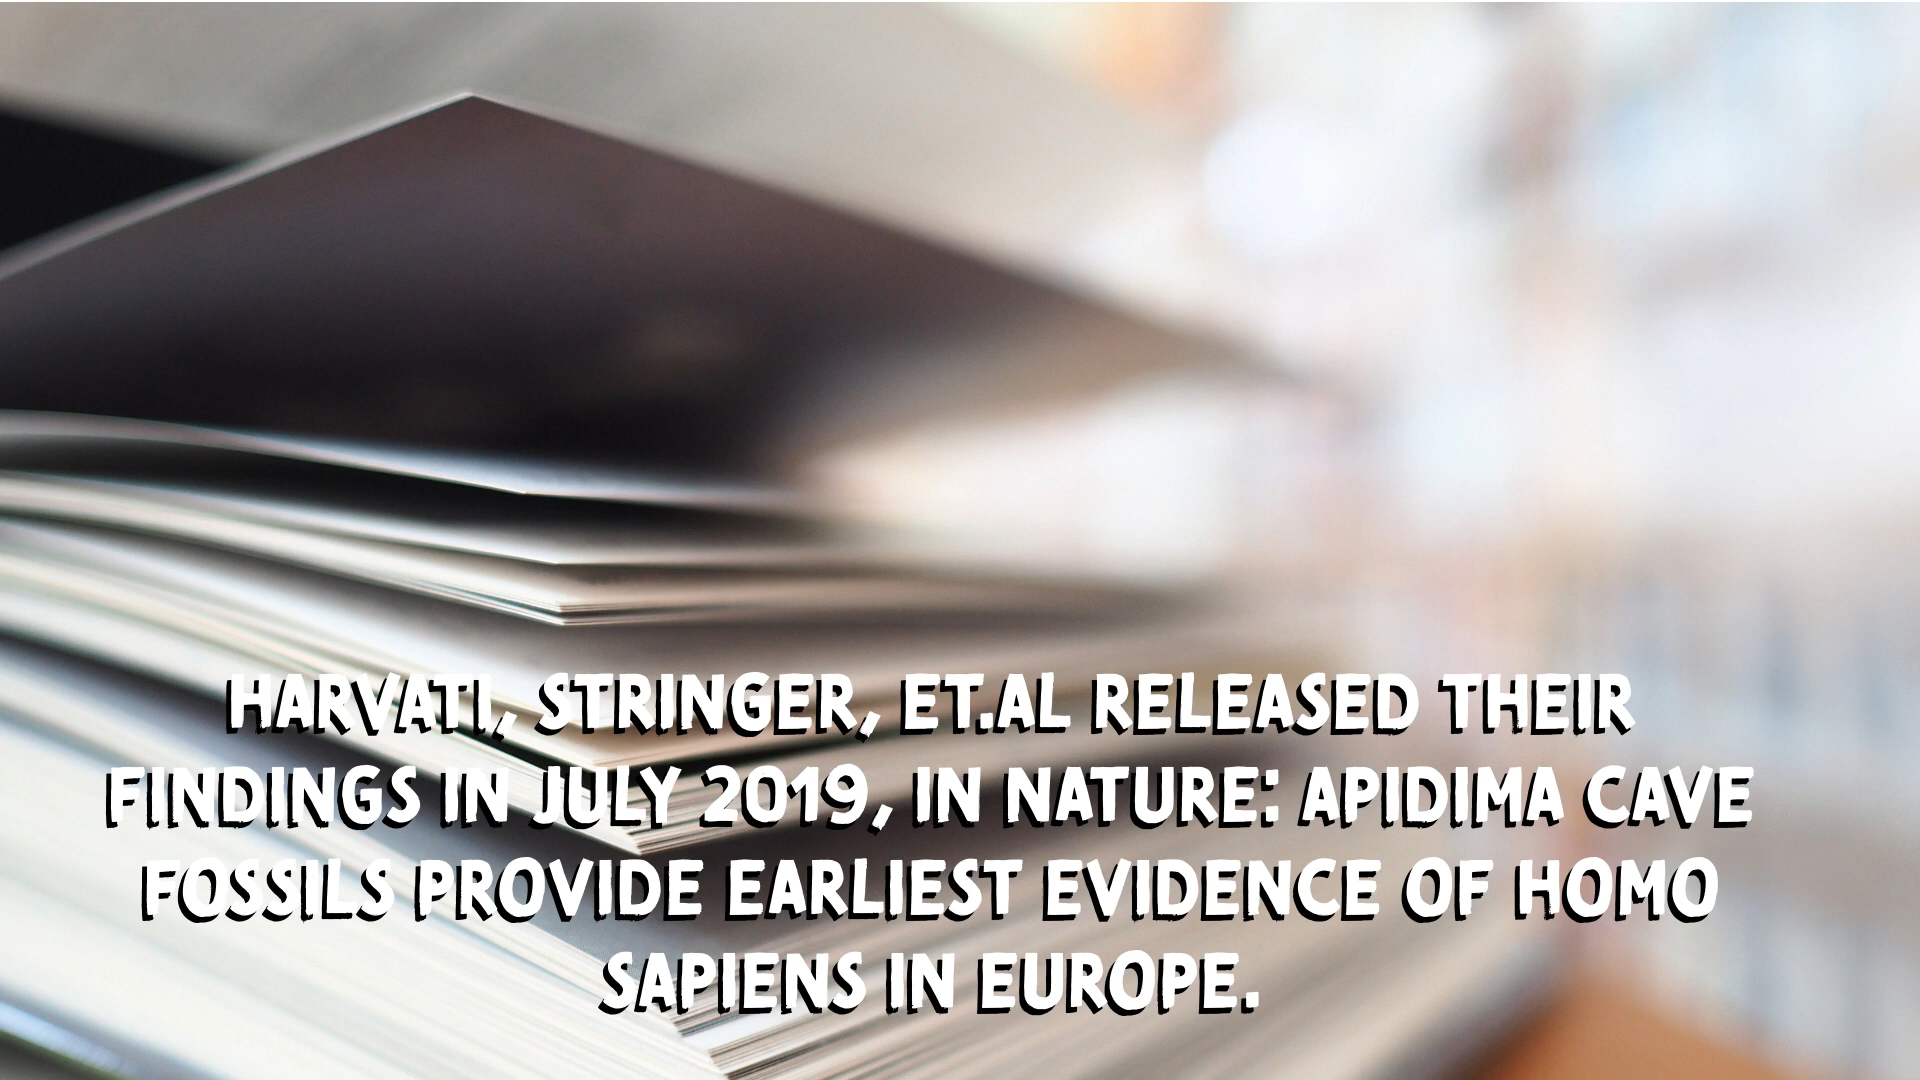 HARVATI, STRINGER, ET.AL RELEASED THEIR
FINDINGS IN JULY 2019, IN NATURE: APIDIMA CAVE
FOSSILS PROVIDE EARLIEST EVIDENCE OF HOMO
SAPIENS IN EUROPE.